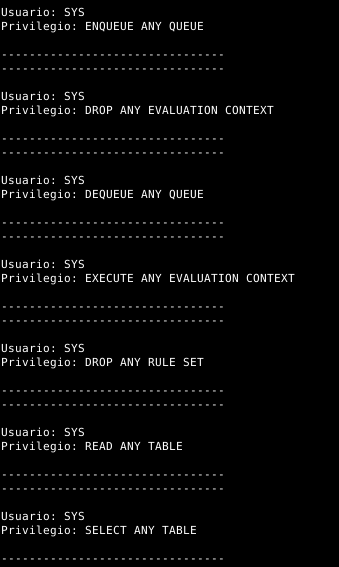 Usuario: SYS
Privilegio: ENQUEUE ANY QUEUE
--------------------------------
--------------------------------
Usuario: SYS
Privilegio: DROP ANY EVALUATION CONTEXT
--------------------------------
--------------------------------
Usuario: SYS
Privilegio: DEQUEUE ANY QUEUE
--------------------------------
--------------------------------
Usuario: SYS
Privilegio: EXECUTE ANY EVALUATION CONTEXT
--------------------------------
--------------------------------
Usuario: SYS
Privilegio: DROP ANY RULE SET
--------------------------------
--------------------------------
Usuario: SYS
Privilegio: READ ANY TABLE
--------------------------------
--------------------------------
Usuario: SYS
Privilegio: SELECT ANY TABLE
--------------------------------